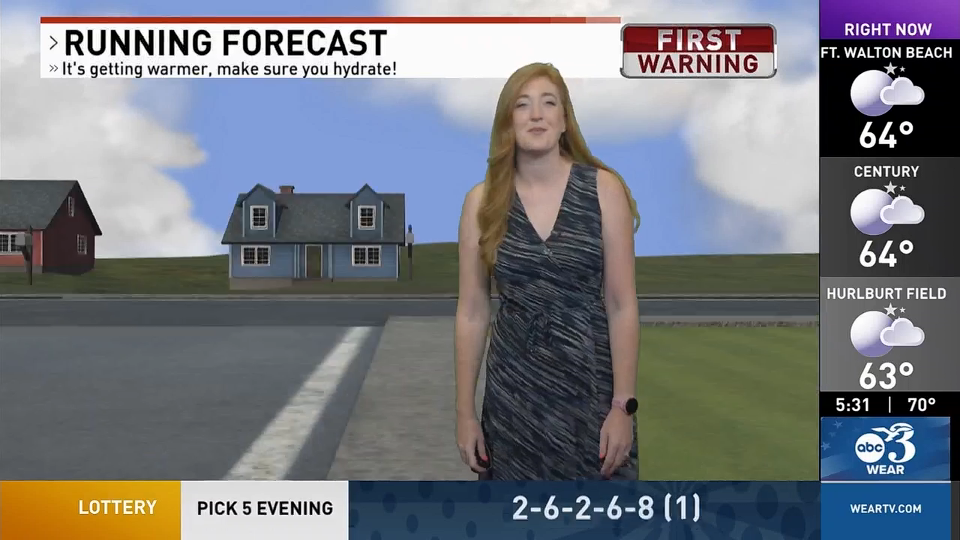 > RUNNING FORECAST
» It's getting warmer, make sure you hydrate!
FIRST
WARNING
RIGHT NOW
FT. WALTON BEACH
64°
CENTURY
64°
HURLBURT FIELD
63°
5:31 | 70°
abc 3
WEAR
LOTTERY
PICK 5 EVENING
2-6-2-6-8 (1)
WEARTV.COM